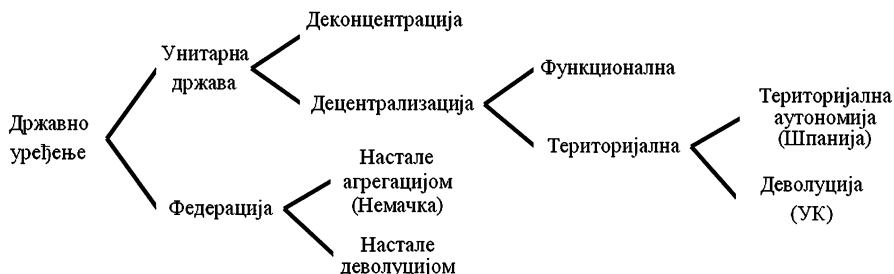 Државно
уређење
Унитарна
држава
Деконцентрација
Децентрализација
Функционална
Територијална
Територијална
аутономија
(Шпанија)
Деволуција
(УК)
Федерација
Настале
агрегацијом
(Немачка)
Настале
деволуцијом